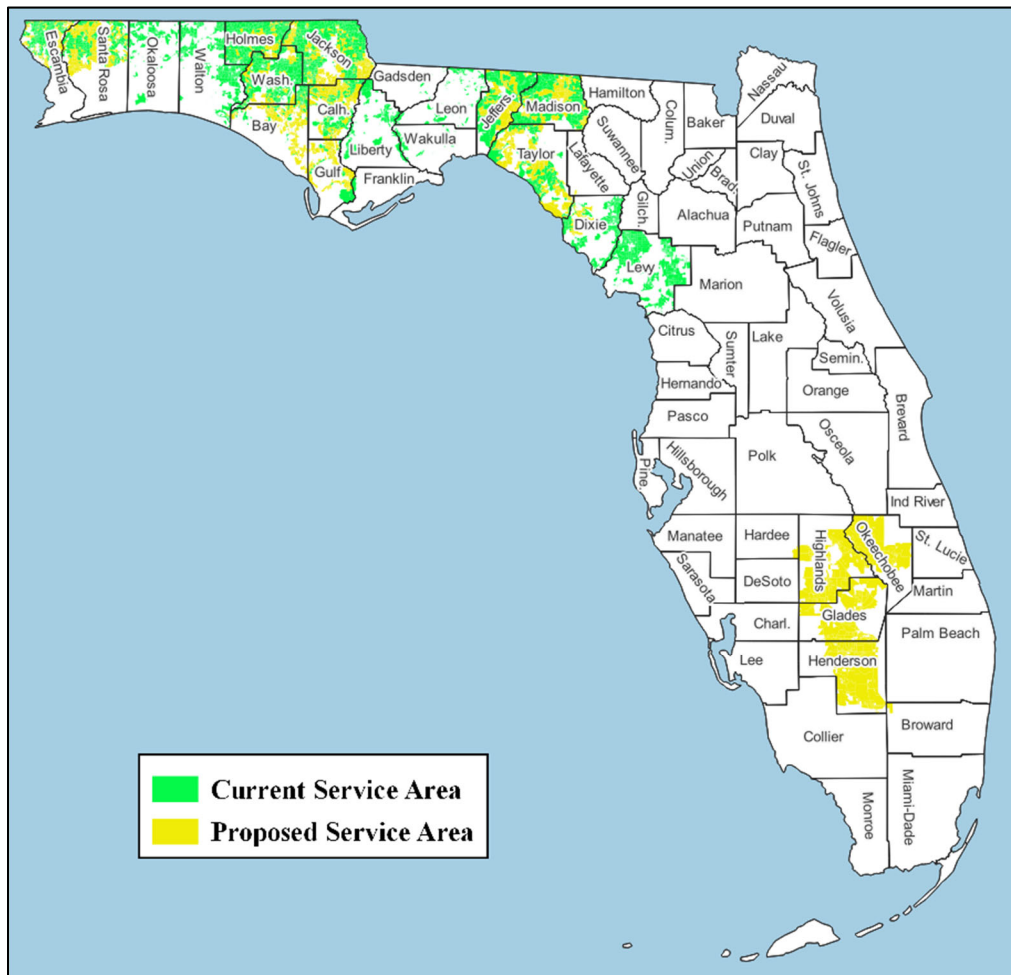 Escambia
Santa Rosa
Okaloosa
Walton
Holmes
Jackson
Wash.
Bay
Calh.
Gulf
Liberty
Gadsden
Leon
Wakulla
Franklin
Jeffers.
Madison
Taylor
Hamilton
Suwannee
Lafayette
Colum.
Baker
Nassau
Duval
Union
Brad.
Clay
St. Johns
Gilch.
Dixie
Alachua
Putnam
Flagler
Levy
Marion
Volusia
Citrus
Sumter
Lake
Semin.
Hernando
Orange
Pasco
Brevard
Osceola
Pine.
Hillsborough
Polk
Ind River
Manatee
Hardee
Highlands
Okeechobee
St. Lucie
Sarasota
DeSoto
Martin
Charl.
Glades
Palm Beach
Lee
Henderson
Collier
Broward
Monroe
Miami-Dade
Current Service Area
Proposed Service Area